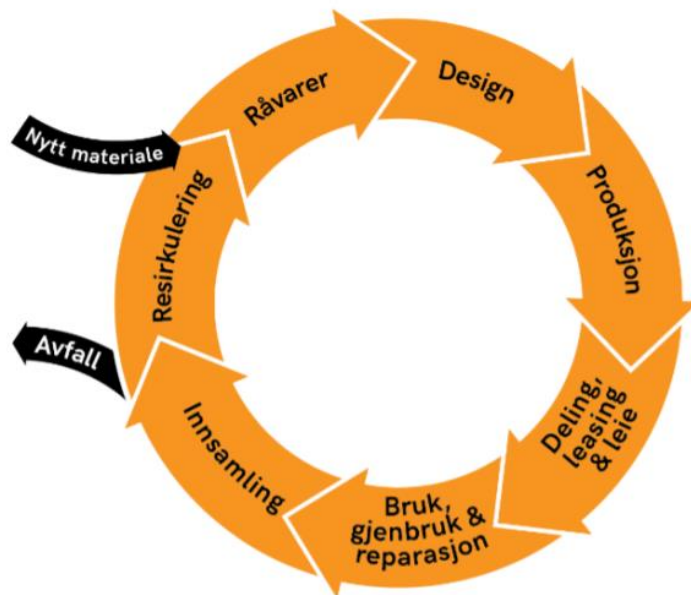 Råvarer
Design
Produksjon
Deling,
leasing
& leie
Bruk,
gjenbruk &
reparasjon
Innsamling
Resirkulering
Nytt materiale
Avfall